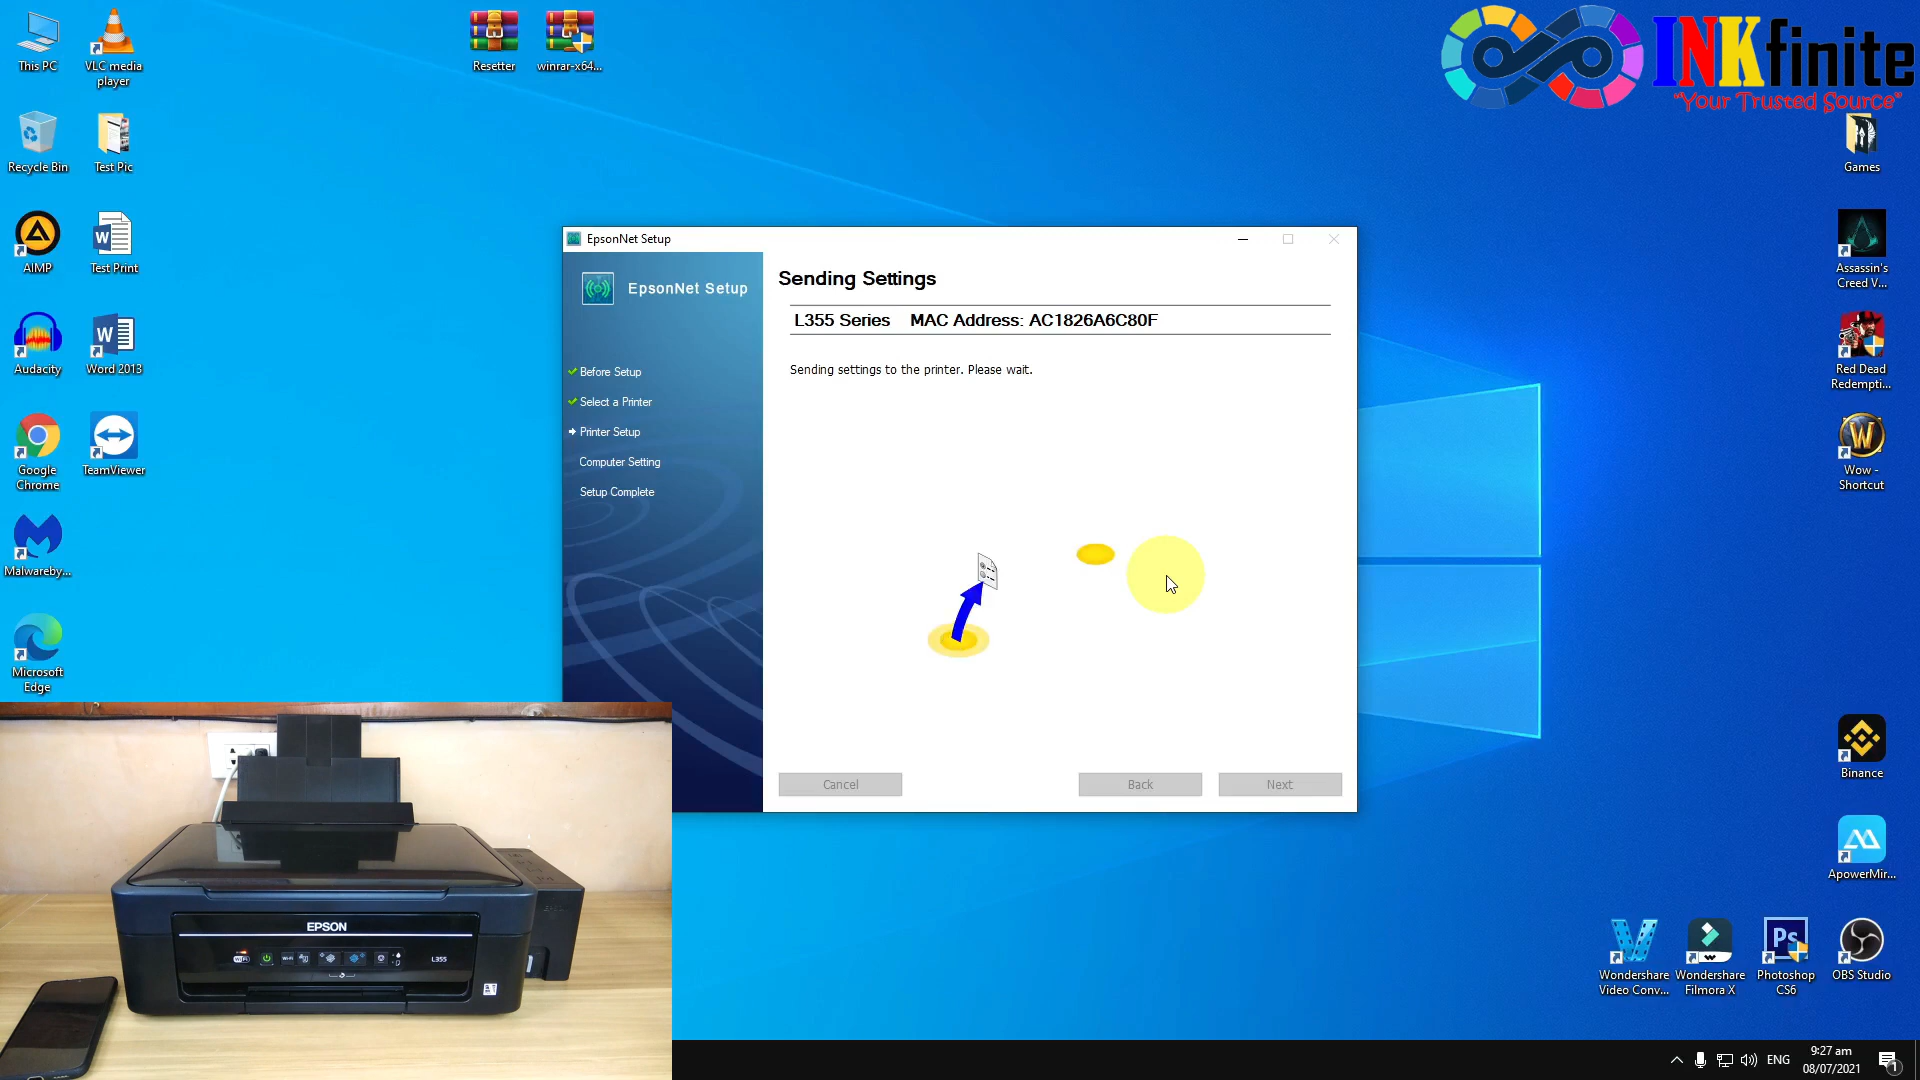 This PC
VLC media
player
Resetter
winrar-x64...
INKfinite
"Your Trusted Source"
Recycle Bin
Test Pic
Games
AIMP
Test Print
Assassin's
Creed V...
Audacity
Word 2013
Red Dead
Redempti...
Google
Chrome
TeamViewer
Wow -
Shortcut
Malwareby...
Microsoft
Edge
EpsonNet Setup
EpsonNet Setup
Before Setup
Select a Printer
Printer Setup
Computer Setting
Setup Complete
Sending Settings
L355 Series MAC Address: AC1826A6C80F
Sending settings to the printer. Please wait.
Cancel
Back
Next
Binance
ApowerMir...
Wondershare
Video Conv...
Wondershare
Filmora X
Ps
Photoshop
CS6
OBS Studio
EPSON
Wi-Fi
L355
ENG
9:27 am
08/07/2021
1